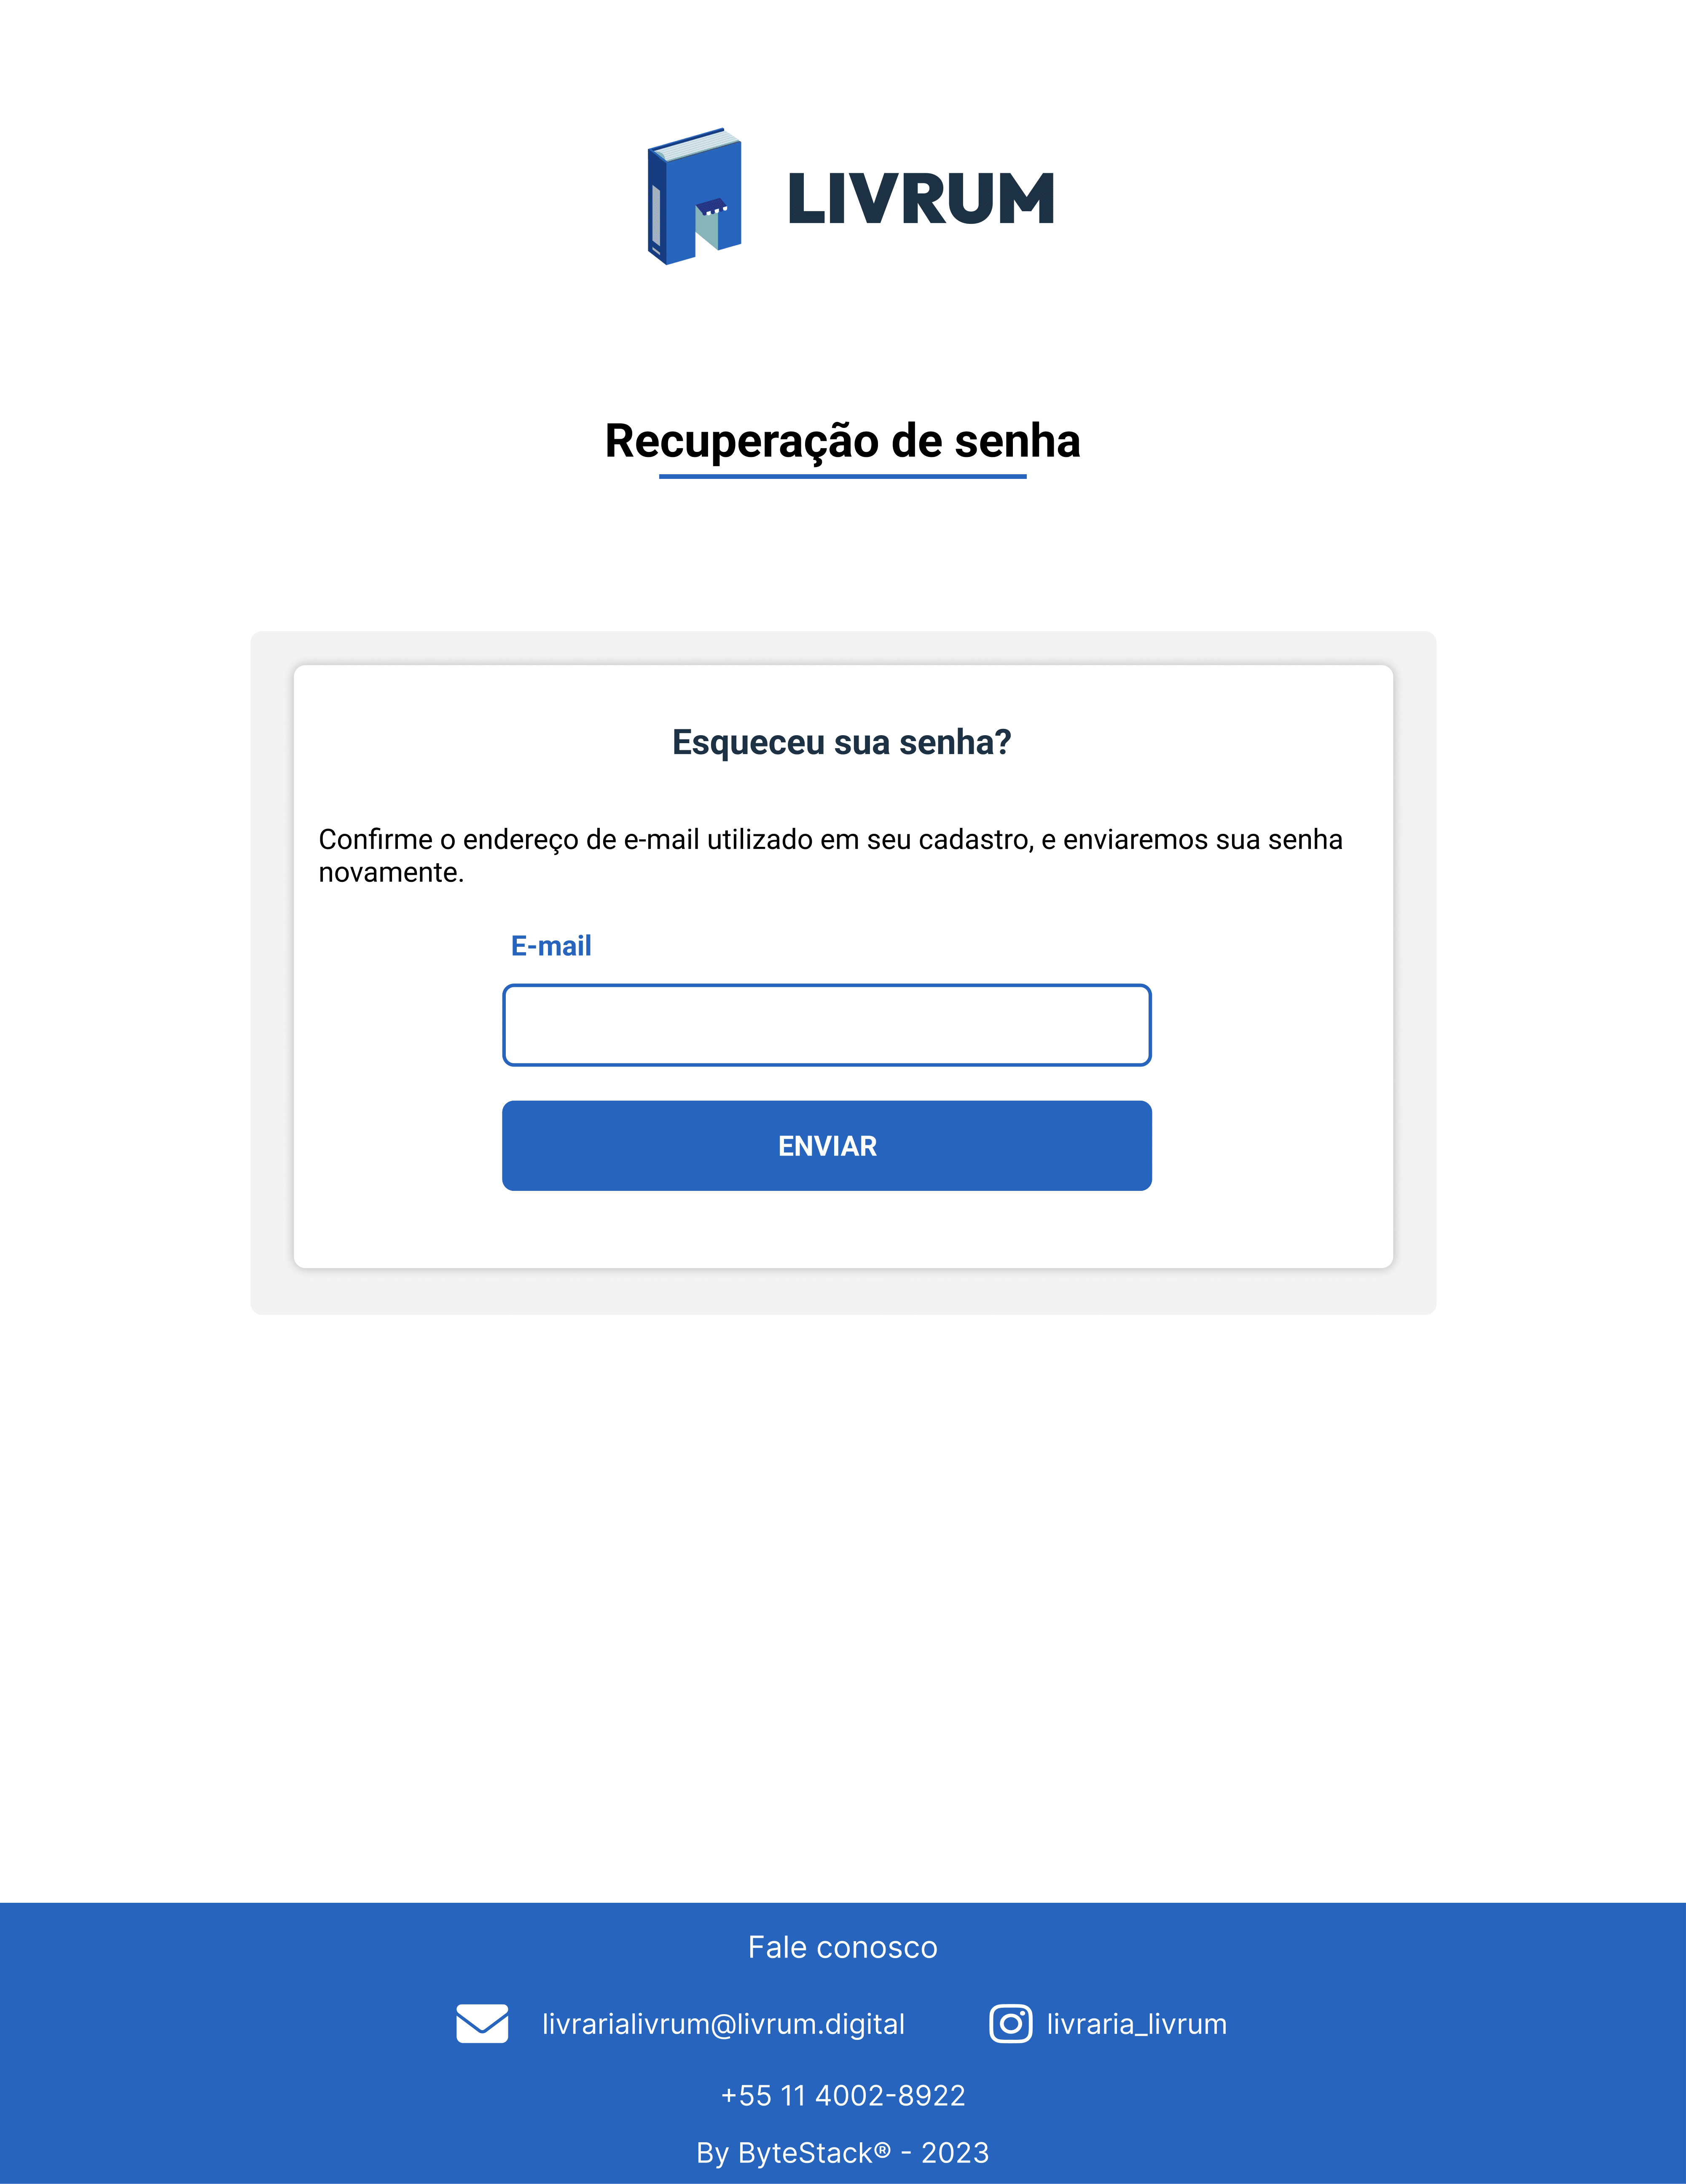 LIVRUM
Recuperação de senha
Esqueceu sua senha?
Confirme o endereço de e-mail utilizado em seu cadastro, e enviaremos sua senha
novamente.
E-mail
ENVIAR
Fale conosco
livrarialivrum@livrum.digital livraria_livrum
+55 11 4002-8922
By ByteStack® - 2023